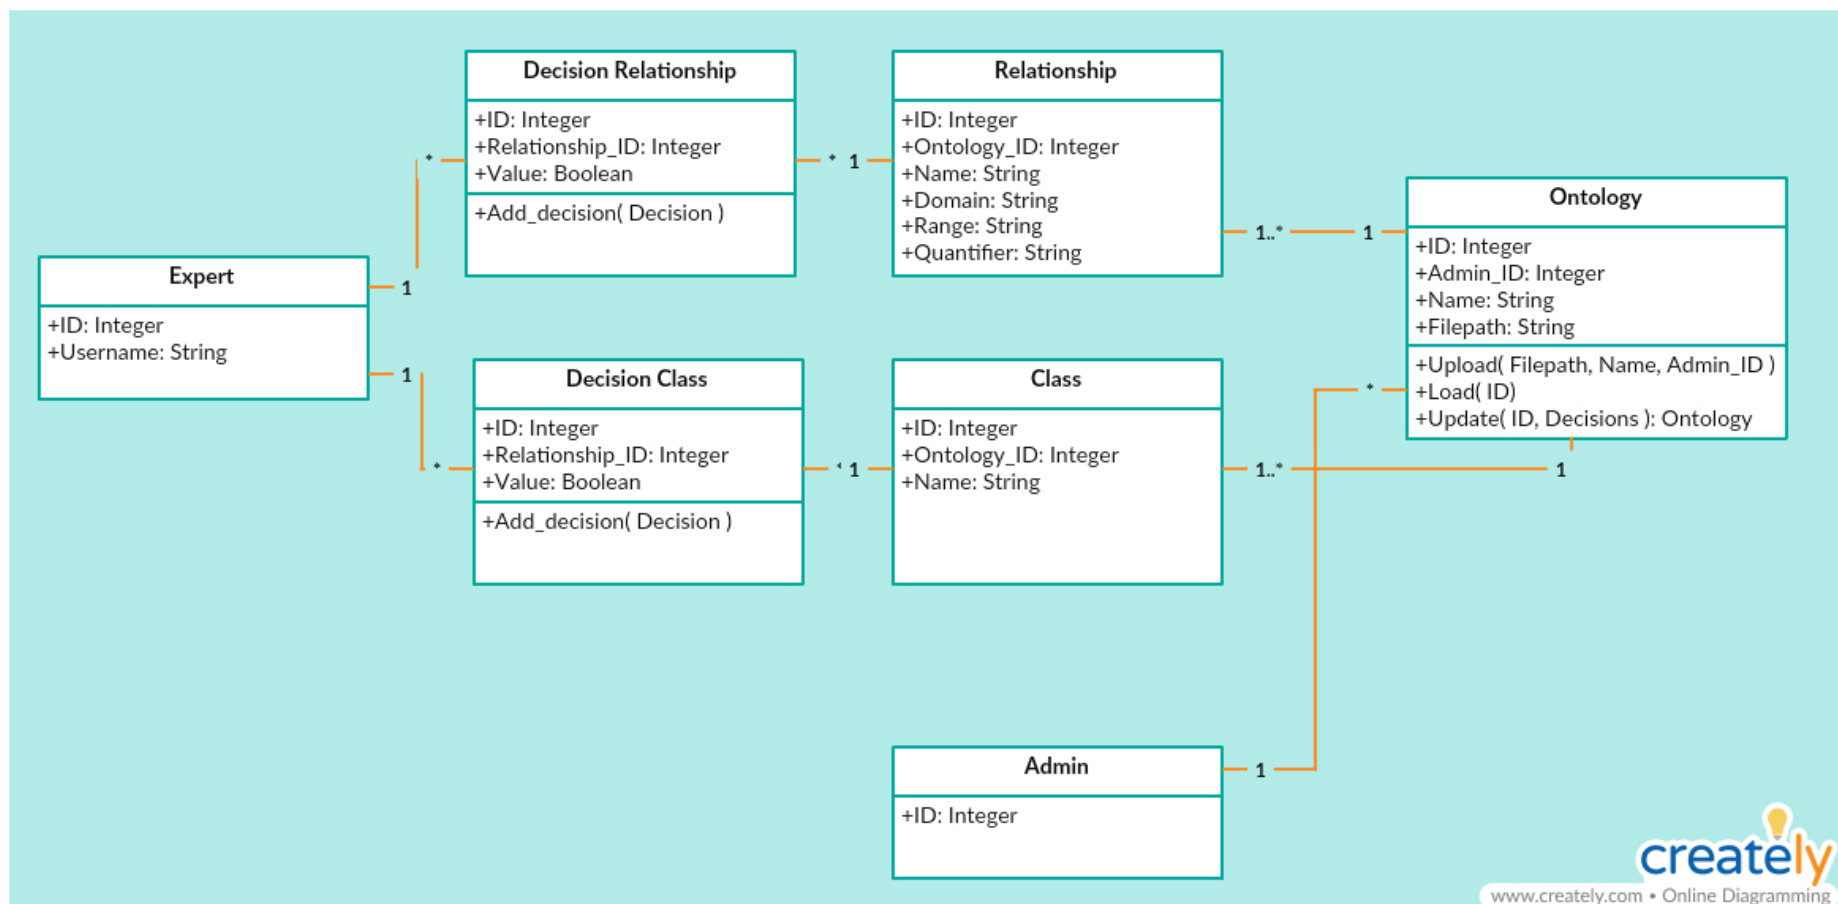 Decision Relationship
+ID: Integer
+Relationship_ID: Integer
+Value: Boolean
+Add_decision( Decision )
Relationship
+ID: Integer
+Ontology_ID: Integer
+Name: String
+Domain: String
+Range: String
+Quantifier: String
Ontology
+ID: Integer
+Admin_ID: Integer
+Name: String
+Filepath: String
+Upload( Filepath, Name, Admin_ID )
+Load( ID)
+Update( ID, Decisions ): Ontology
Expert
+ID: Integer
+Username: String
Decision Class
+ID: Integer
+Relationship_ID: Integer
+Value: Boolean
+Add_decision( Decision )
Class
+ID: Integer
+Ontology_ID: Integer
+Name: String
Admin
+ID: Integer
*
* 1
1..* 1
1
1
*
* 1
1..* 1
*
1
creately
www.creately.com • Online Diagramming